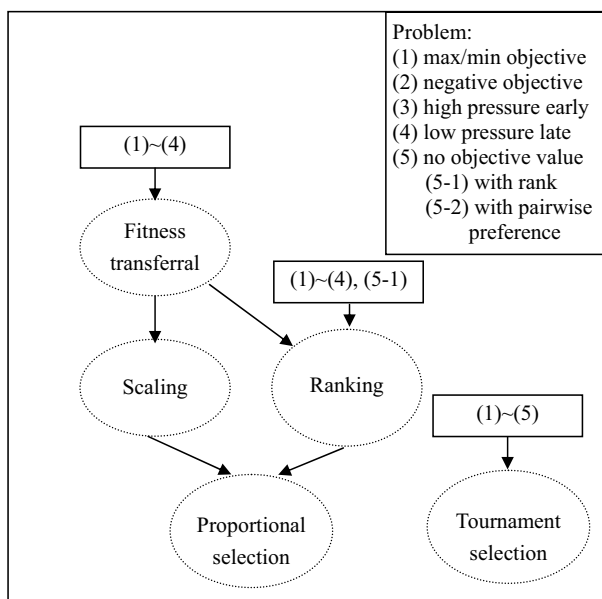 Problem:
(1) max/min objective
(2) negative objective
(3) high pressure early
(4) low pressure late
(5) no objective value
(5-1) with rank
(5-2) with pairwise
preference
(1)~(4)
Fitness
transferral
(1)~(4), (5-1)
Scaling
Ranking
(1)~(5)
Proportional
selection
Tournament
selection